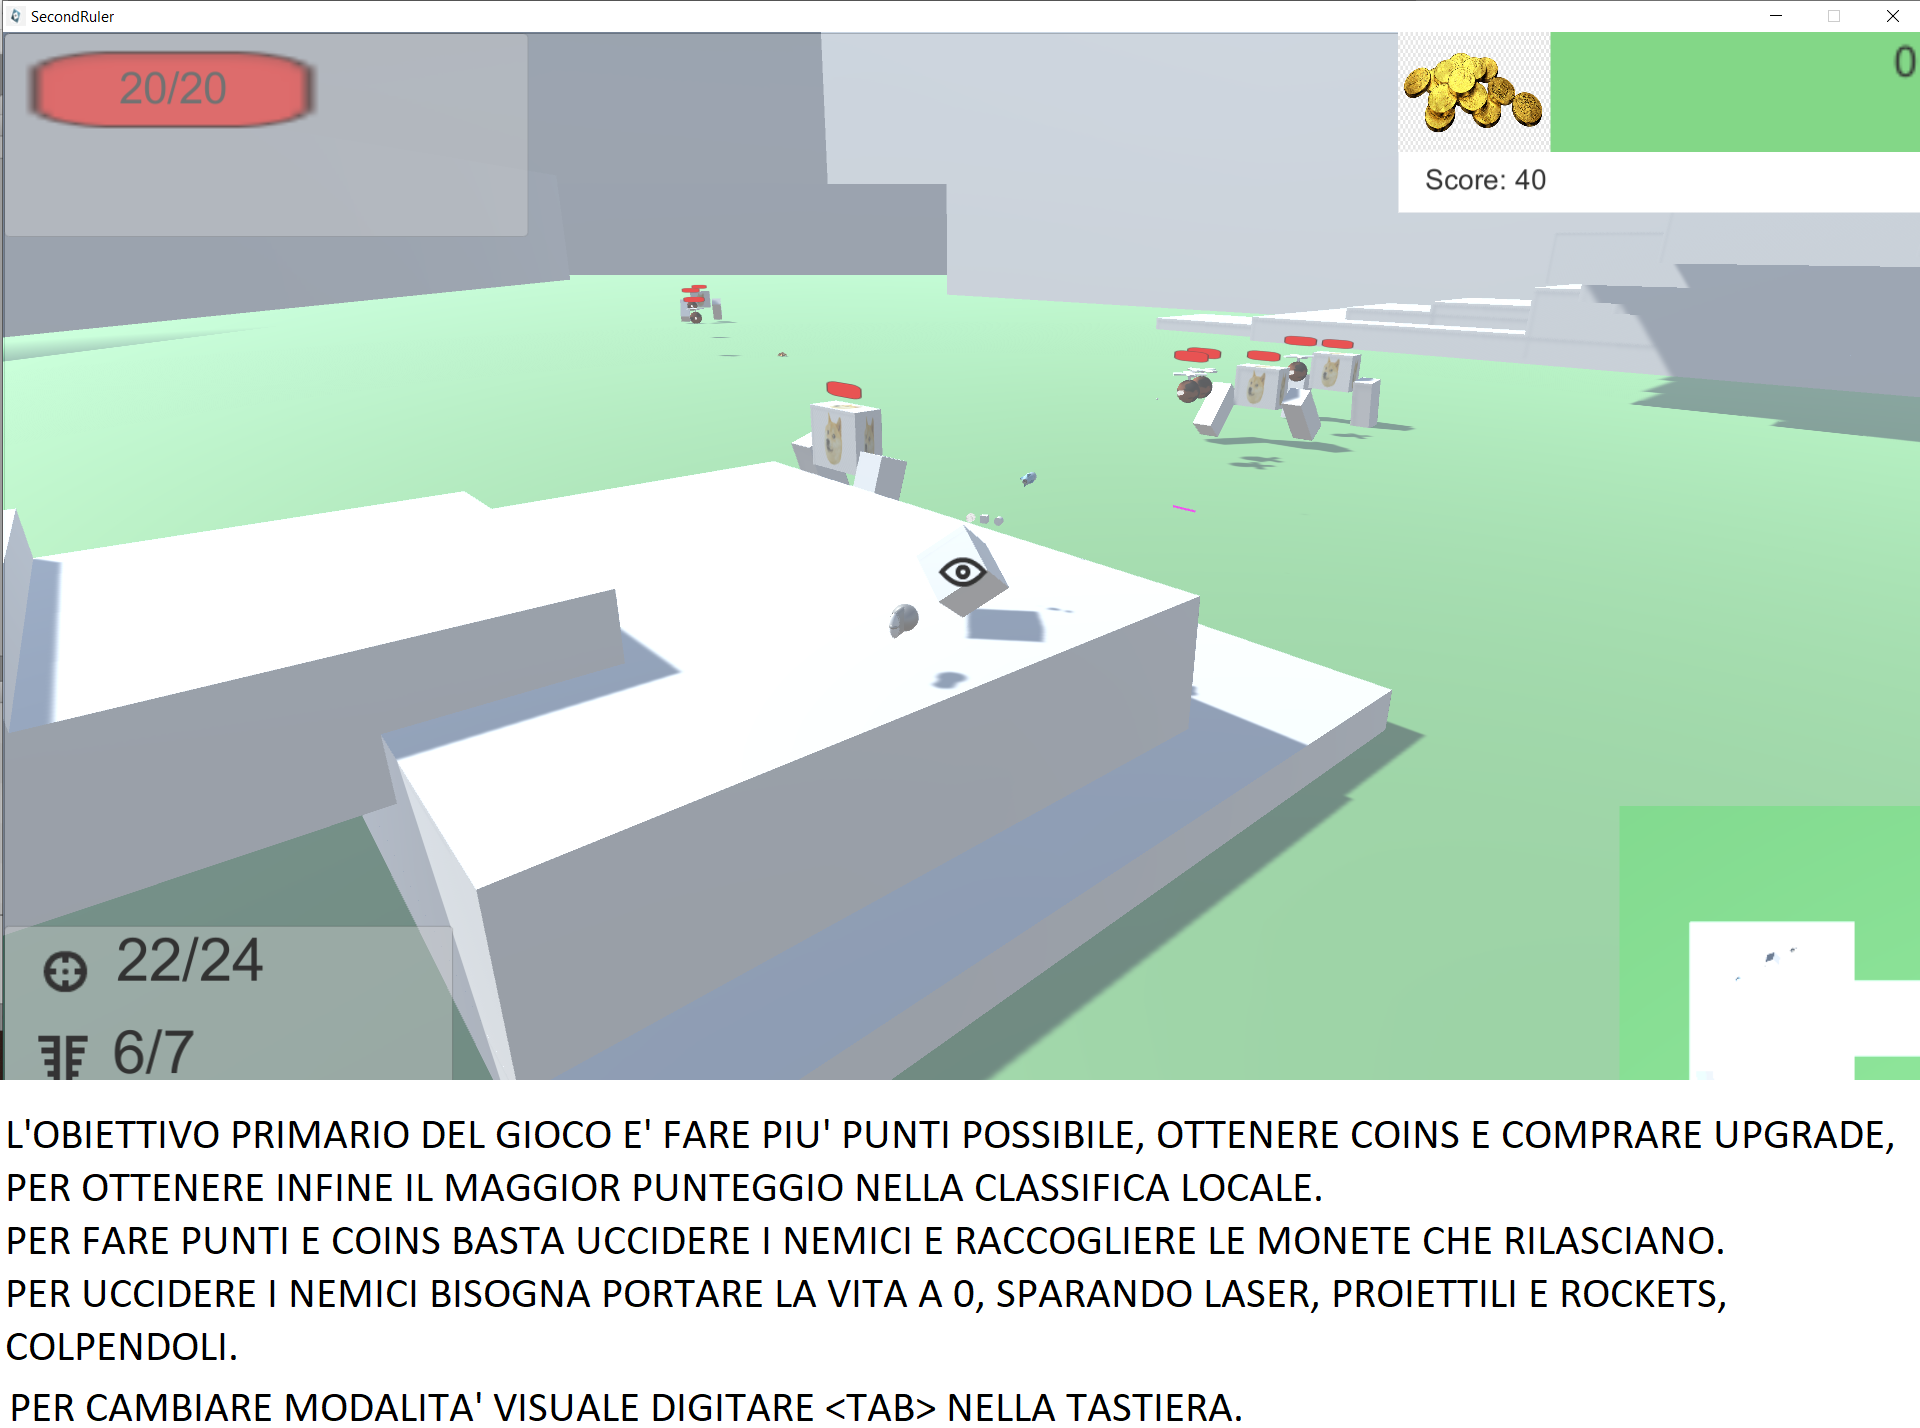 SecondRuler
20/20
0
Score: 40
22/24
6/7
L'OBIETTIVO PRIMARIO DEL GIOCO E' FARE PIU' PUNTI POSSIBILE, OTTENERE COINS E COMPRARE UPGRADE,
PER OTTENERE INFINE IL MAGGIOR PUNTEGGIO NELLA CLASSIFICA LOCALE.
PER FARE PUNTI E COINS BASTA UCCIDERE I NEMICI E RACCOGLIERE LE MONETE CHE RILASCIANO.
PER UCCIDERE I NEMICI BISOGNA PORTARE LA VITA A 0, SPARANDO LASER, PROIETTILI E ROCKETS,
COLPENDOLI.
PER CAMBIARE MODALITA' VISUALE DIGITARE <TAB> NELLA TASTIERA.